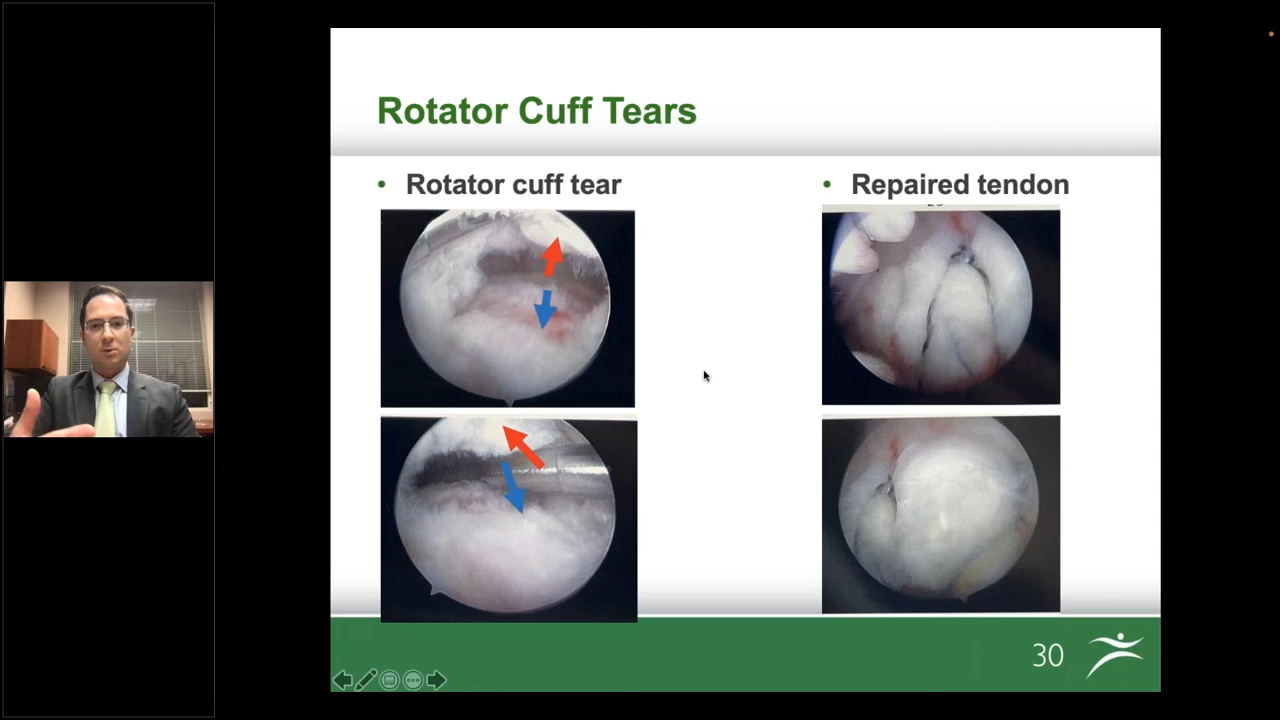 Rotator Cuff Tears
• Rotator cuff tear
• Repaired tendon
30